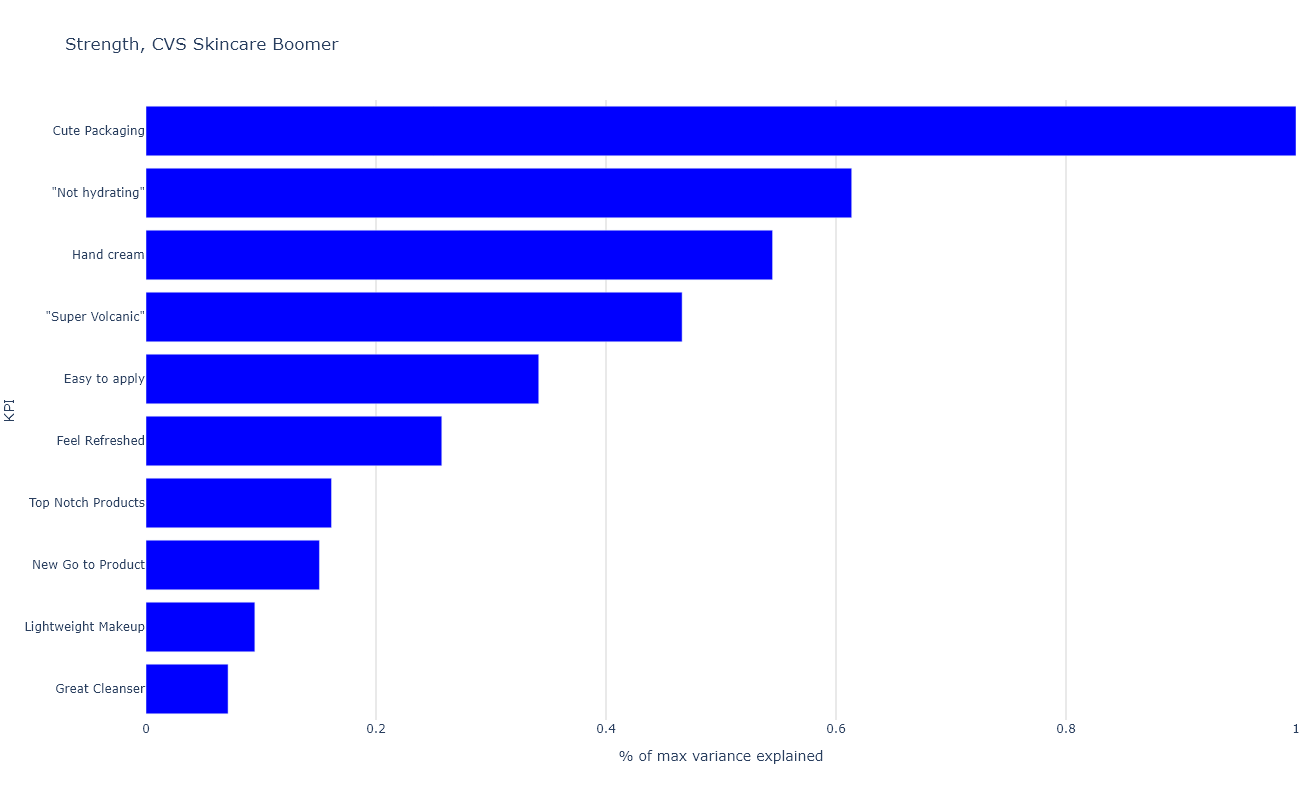 Strength, CVS Skincare Boomer
KPI
Cute Packaging
"Not hydrating"
Hand cream
"Super Volcanic"
Easy to apply
Feel Refreshed
Top Notch Products
New Go to Product
Lightweight Makeup
Great Cleanser
0 0.2 0.4 0.6 0.8 1
% of max variance explained